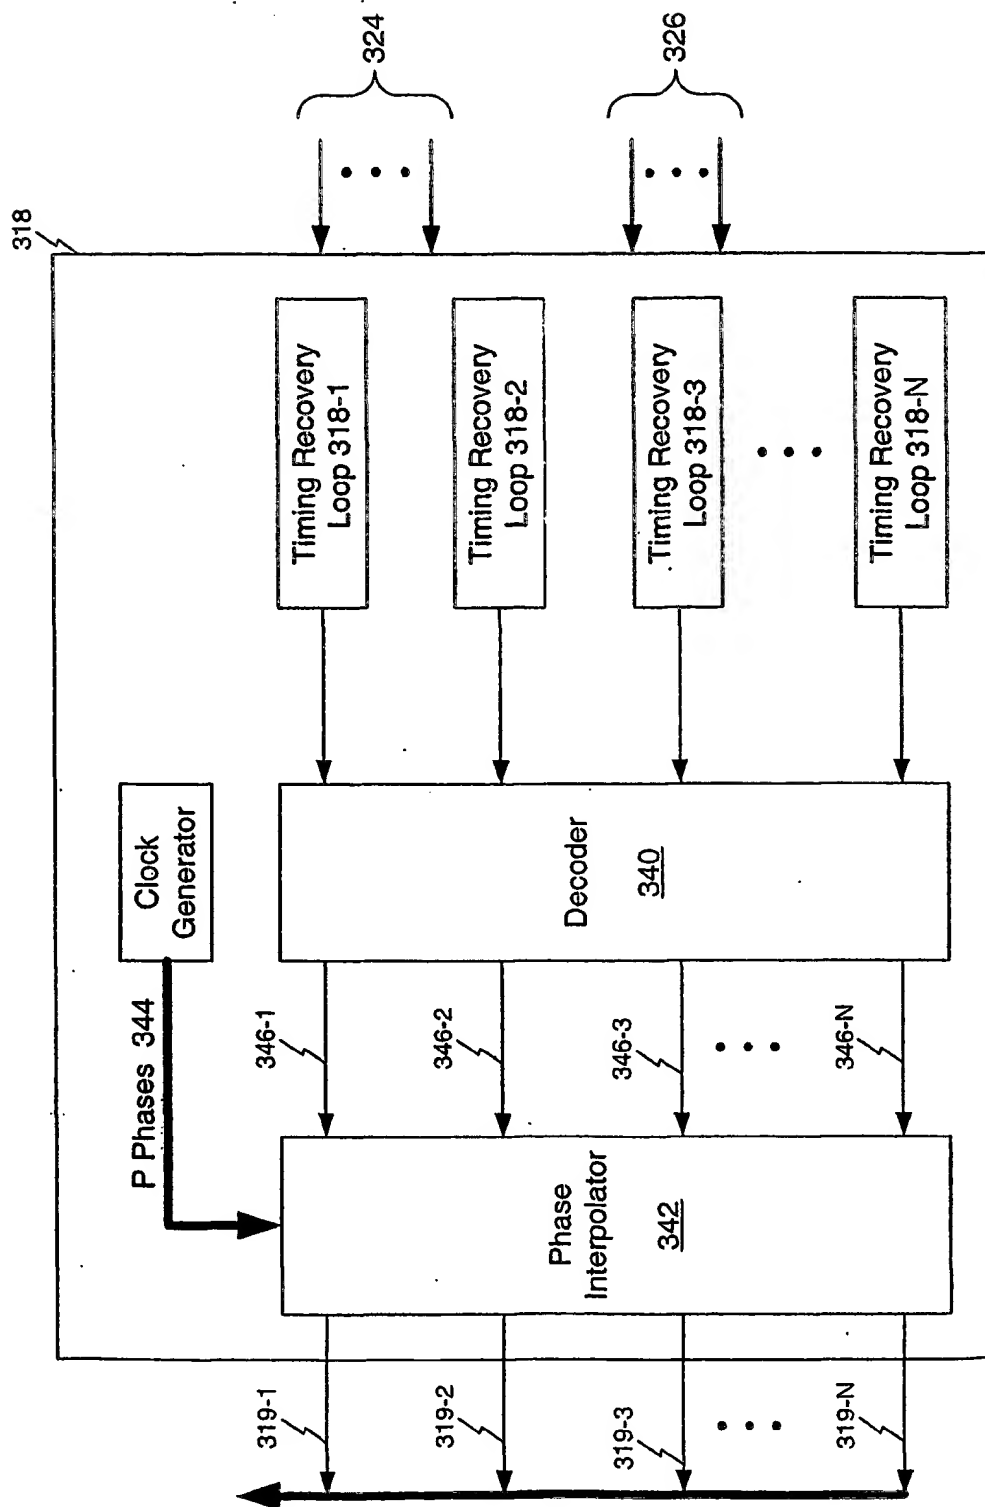 318
324
326
Timing Recovery
Loop 318-1
Timing Recovery
Loop 318-2
Timing Recovery
Loop 318-3
Timing Recovery
Loop 318-N
Clock
Generator
Decoder
340
P Phases 344
346-1
346-2
346-3
346-N
Phase
Interpolator
342
319-1
319-2
319-3
319-N